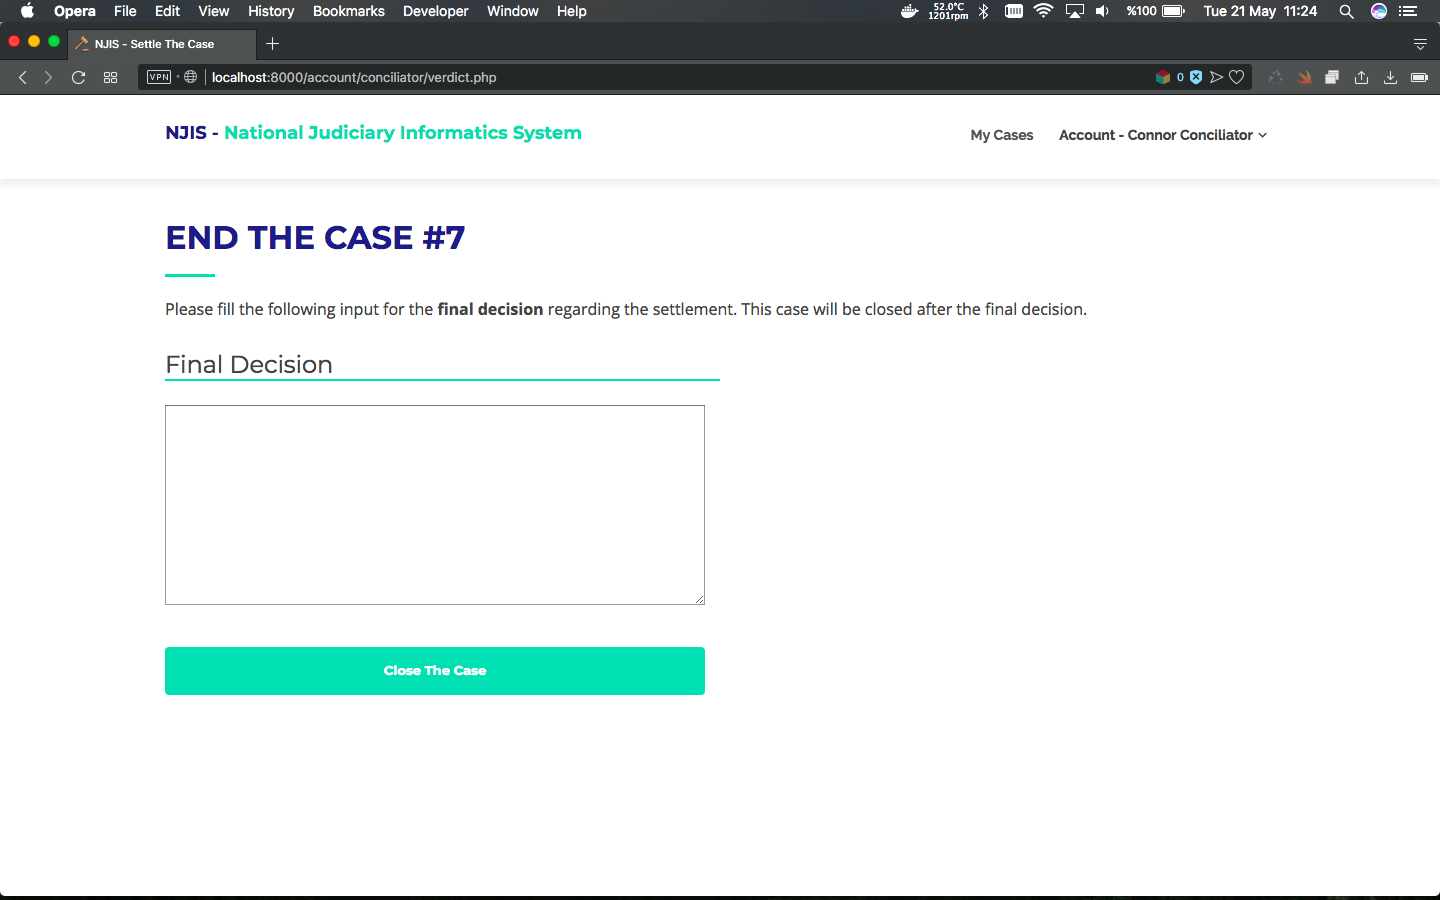 Opera File Edit View History Bookmarks Developer Window Help 52.0°C 1201rpm %100 Tue 21 May 11:24
NJIS - Settle The Case
VPN localhost:8000/account/conciliator/verdict.php 0
NJIS - National Judiciary Informatics System My Cases Account - Connor Conciliator
END THE CASE #7
Please fill the following input for the final decision regarding the settlement. This case will be closed after the final decision.
Final Decision
Close The Case